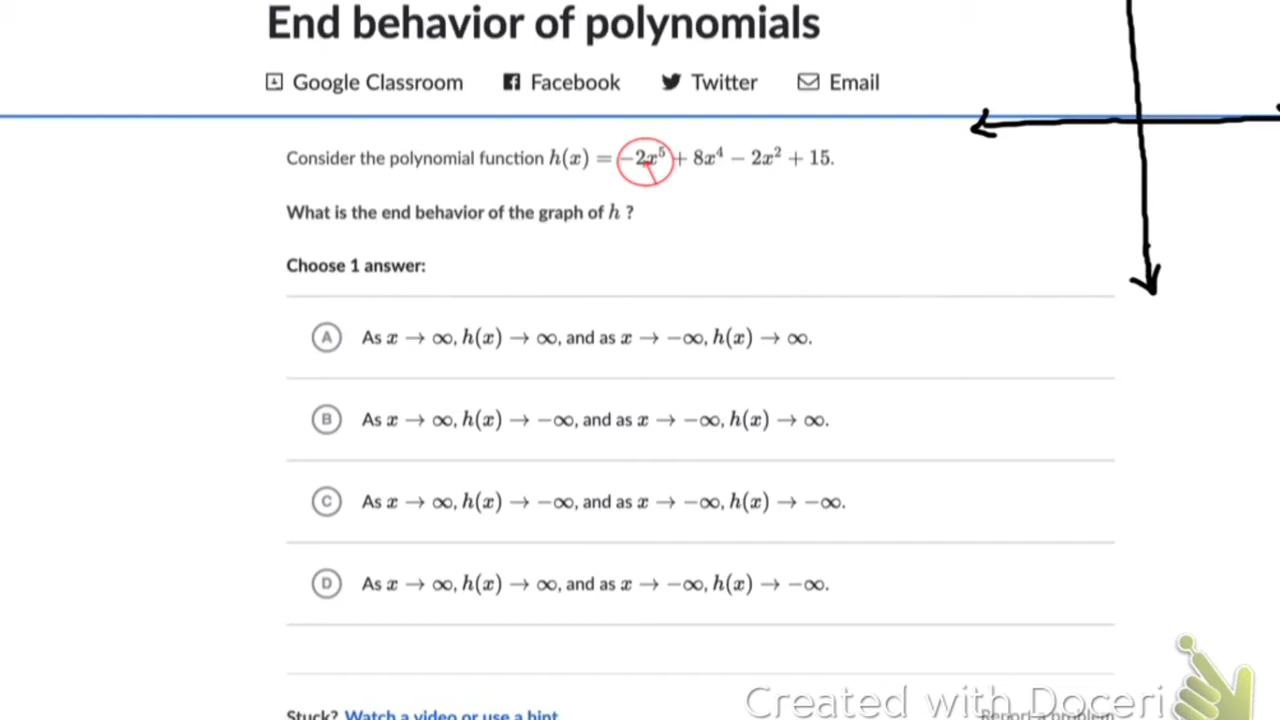 End behavior of polynomials
Google Classroom Facebook Twitter Email
Consider the polynomial function h(x) = −2x⁵ + 8x⁴ − 2x² + 15.
What is the end behavior of the graph of h ?
Choose 1 answer:
A As x → ∞, h(x) → ∞, and as x → −∞, h(x) → ∞.
B As x → ∞, h(x) → −∞, and as x → −∞, h(x) → ∞.
C As x → ∞, h(x) → −∞, and as x → −∞, h(x) → −∞.
D As x → ∞, h(x) → ∞, and as x → −∞, h(x) → −∞.
Stuck? Watch a video or use a hint.
Report a problem
Created with Doceri